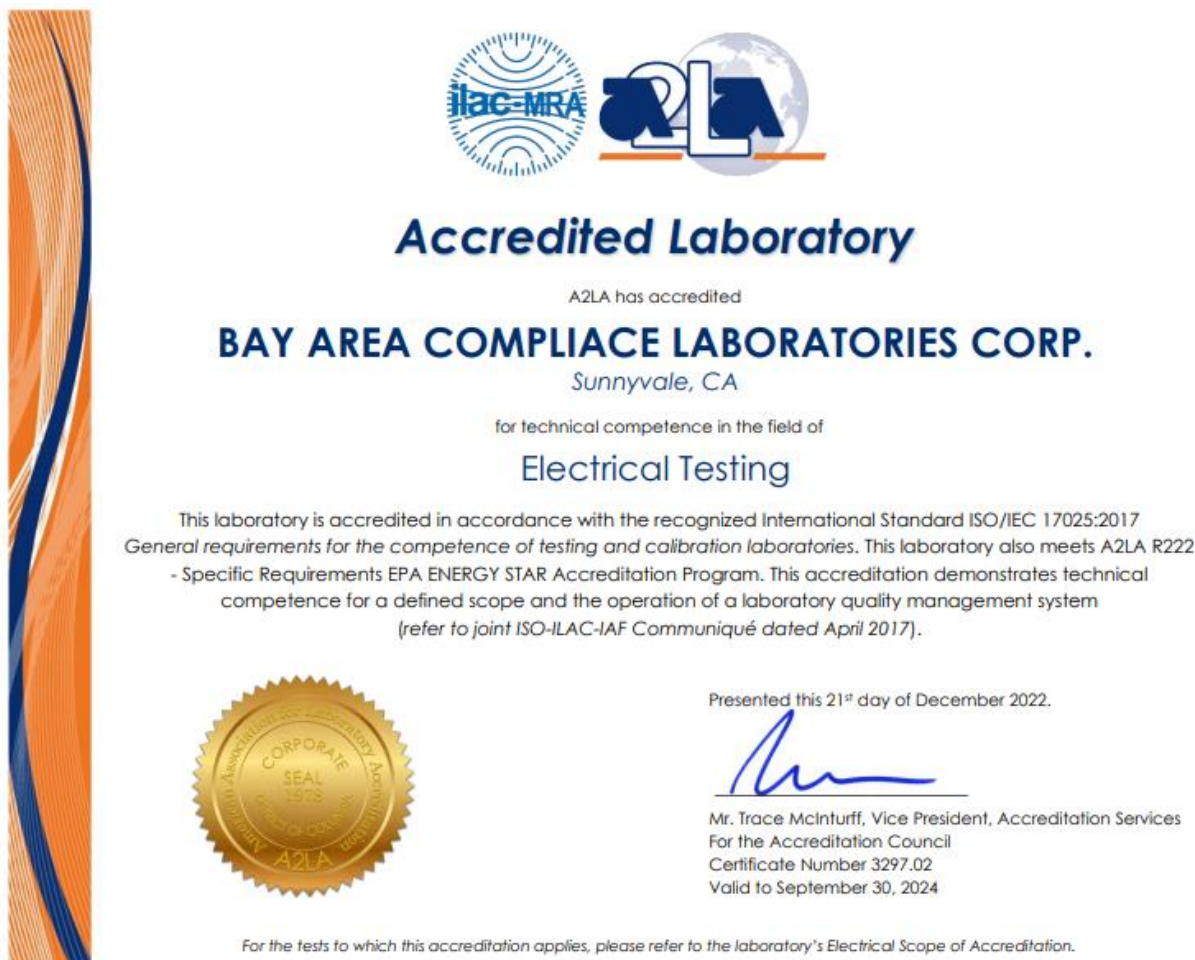 ilac-MRA
a2La
Accredited Laboratory
A2LA has accredited
BAY AREA COMPLIACE LABORATORIES CORP.
Sunnyvale, CA
for technical competence in the field of
Electrical Testing
This laboratory is accredited in accordance with the recognized International Standard ISO/IEC 17025:2017
General requirements for the competence of testing and calibration laboratories. This laboratory also meets A2LA R222
- Specific Requirements EPA ENERGY STAR Accreditation Program. This accreditation demonstrates technical
competence for a defined scope and the operation of a laboratory quality management system
(refer to joint ISO-ILAC-IAF Communiqué dated April 2017).
American Association for Laboratory Accreditation
CORPORATE
SEAL
1978
A2LA
Presented this 21st day of December 2022.
Mr. Trace McInturff, Vice President, Accreditation Services
For the Accreditation Council
Certificate Number 3297.02
Valid to September 30, 2024
For the tests to which this accreditation applies, please refer to the laboratory's Electrical Scope of Accreditation.